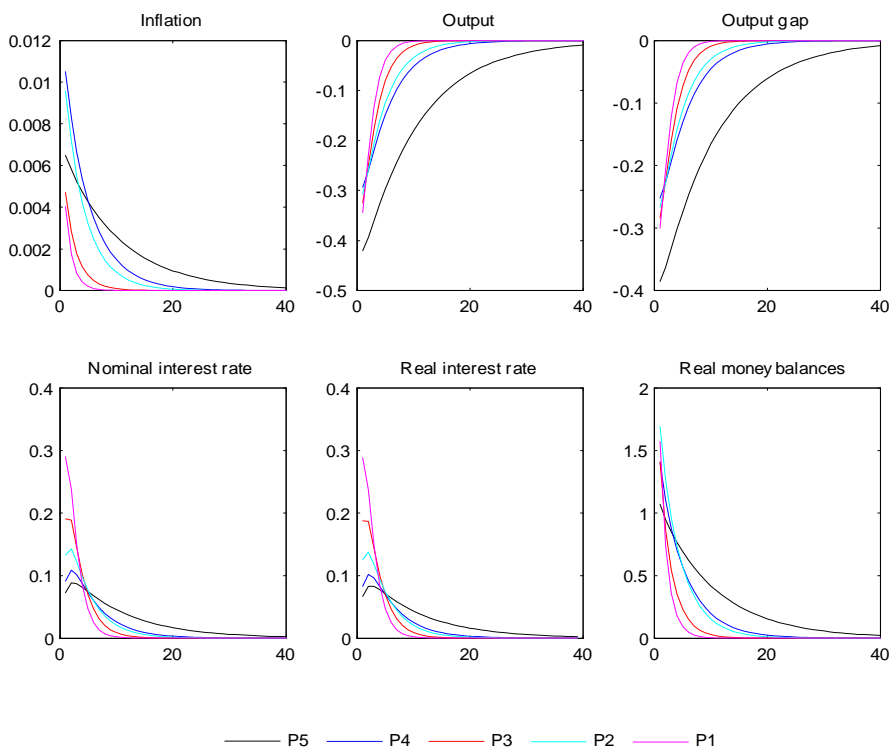 Inflation
Output
Output gap
0.012
0.01
0.008
0.006
0.004
0.002
0
0 20 40
0
-0.1
-0.2
-0.3
-0.4
-0.5
0 20 40
0
-0.1
-0.2
-0.3
-0.4
0 20 40
Nominal interest rate
Real interest rate
Real money balances
0.4
0.3
0.2
0.1
0
0 20 40
0.4
0.3
0.2
0.1
0
0 20 40
2
1.5
1
0.5
0
0 20 40
P5 P4 P3 P2 P1